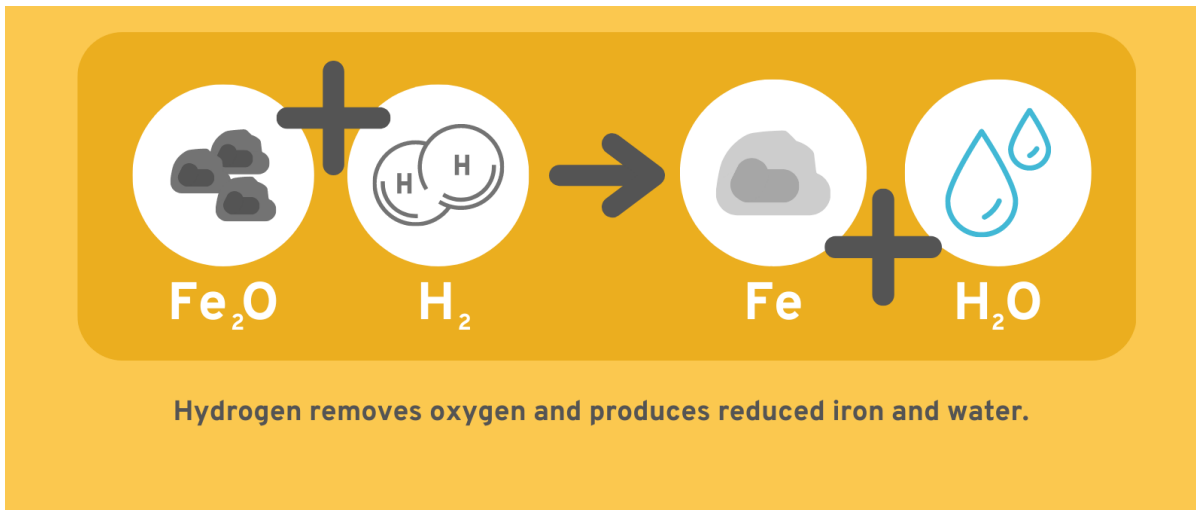 H H
Fe₂O H₂ Fe H₂O
Hydrogen removes oxygen and produces reduced iron and water.